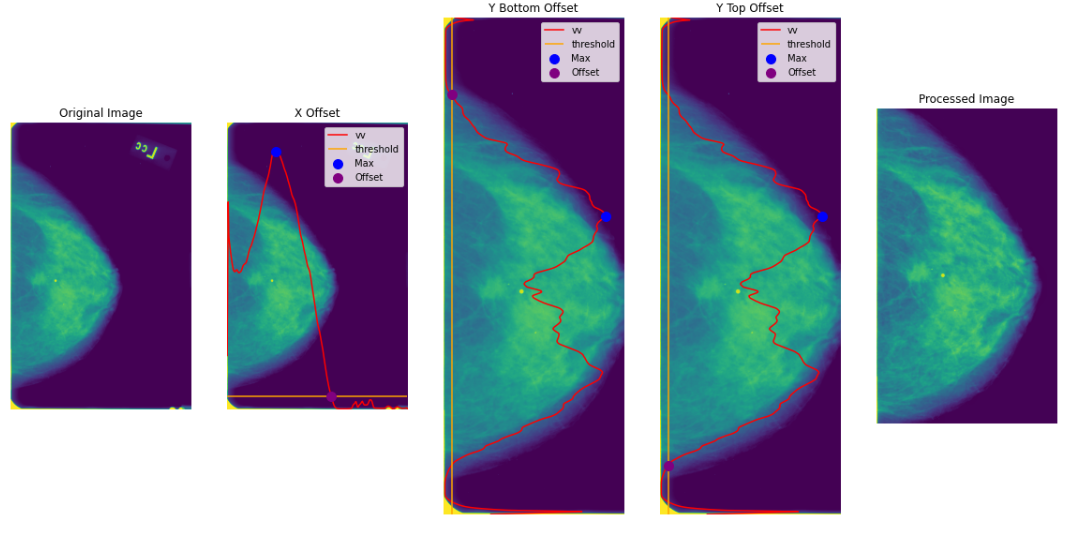 Y Bottom Offset
Y Top Offset
vv
threshold
Max
Offset
vv
threshold
Max
Offset
Original Image
X Offset
Processed Image
LCC
vv
threshold
Max
Offset